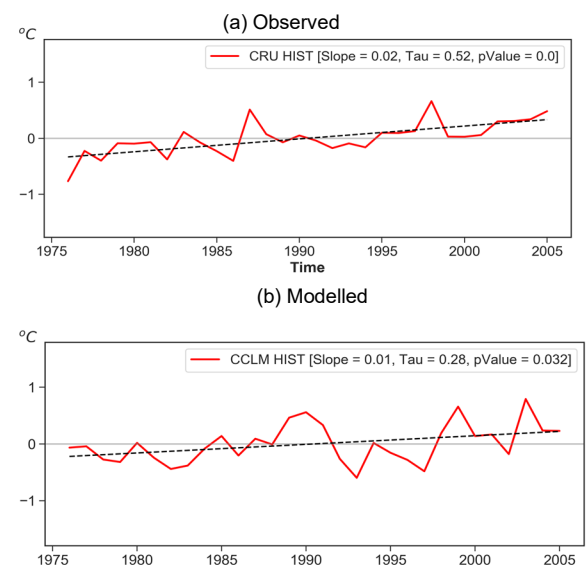 (a) Observed
°C
CRU HIST [Slope = 0.02, Tau = 0.52, pValue = 0.0]
1
0
−1
1975 1980 1985 1990 1995 2000 2005
Time
(b) Modelled
°C
CCLM HIST [Slope = 0.01, Tau = 0.28, pValue = 0.032]
1
0
−1
1975 1980 1985 1990 1995 2000 2005